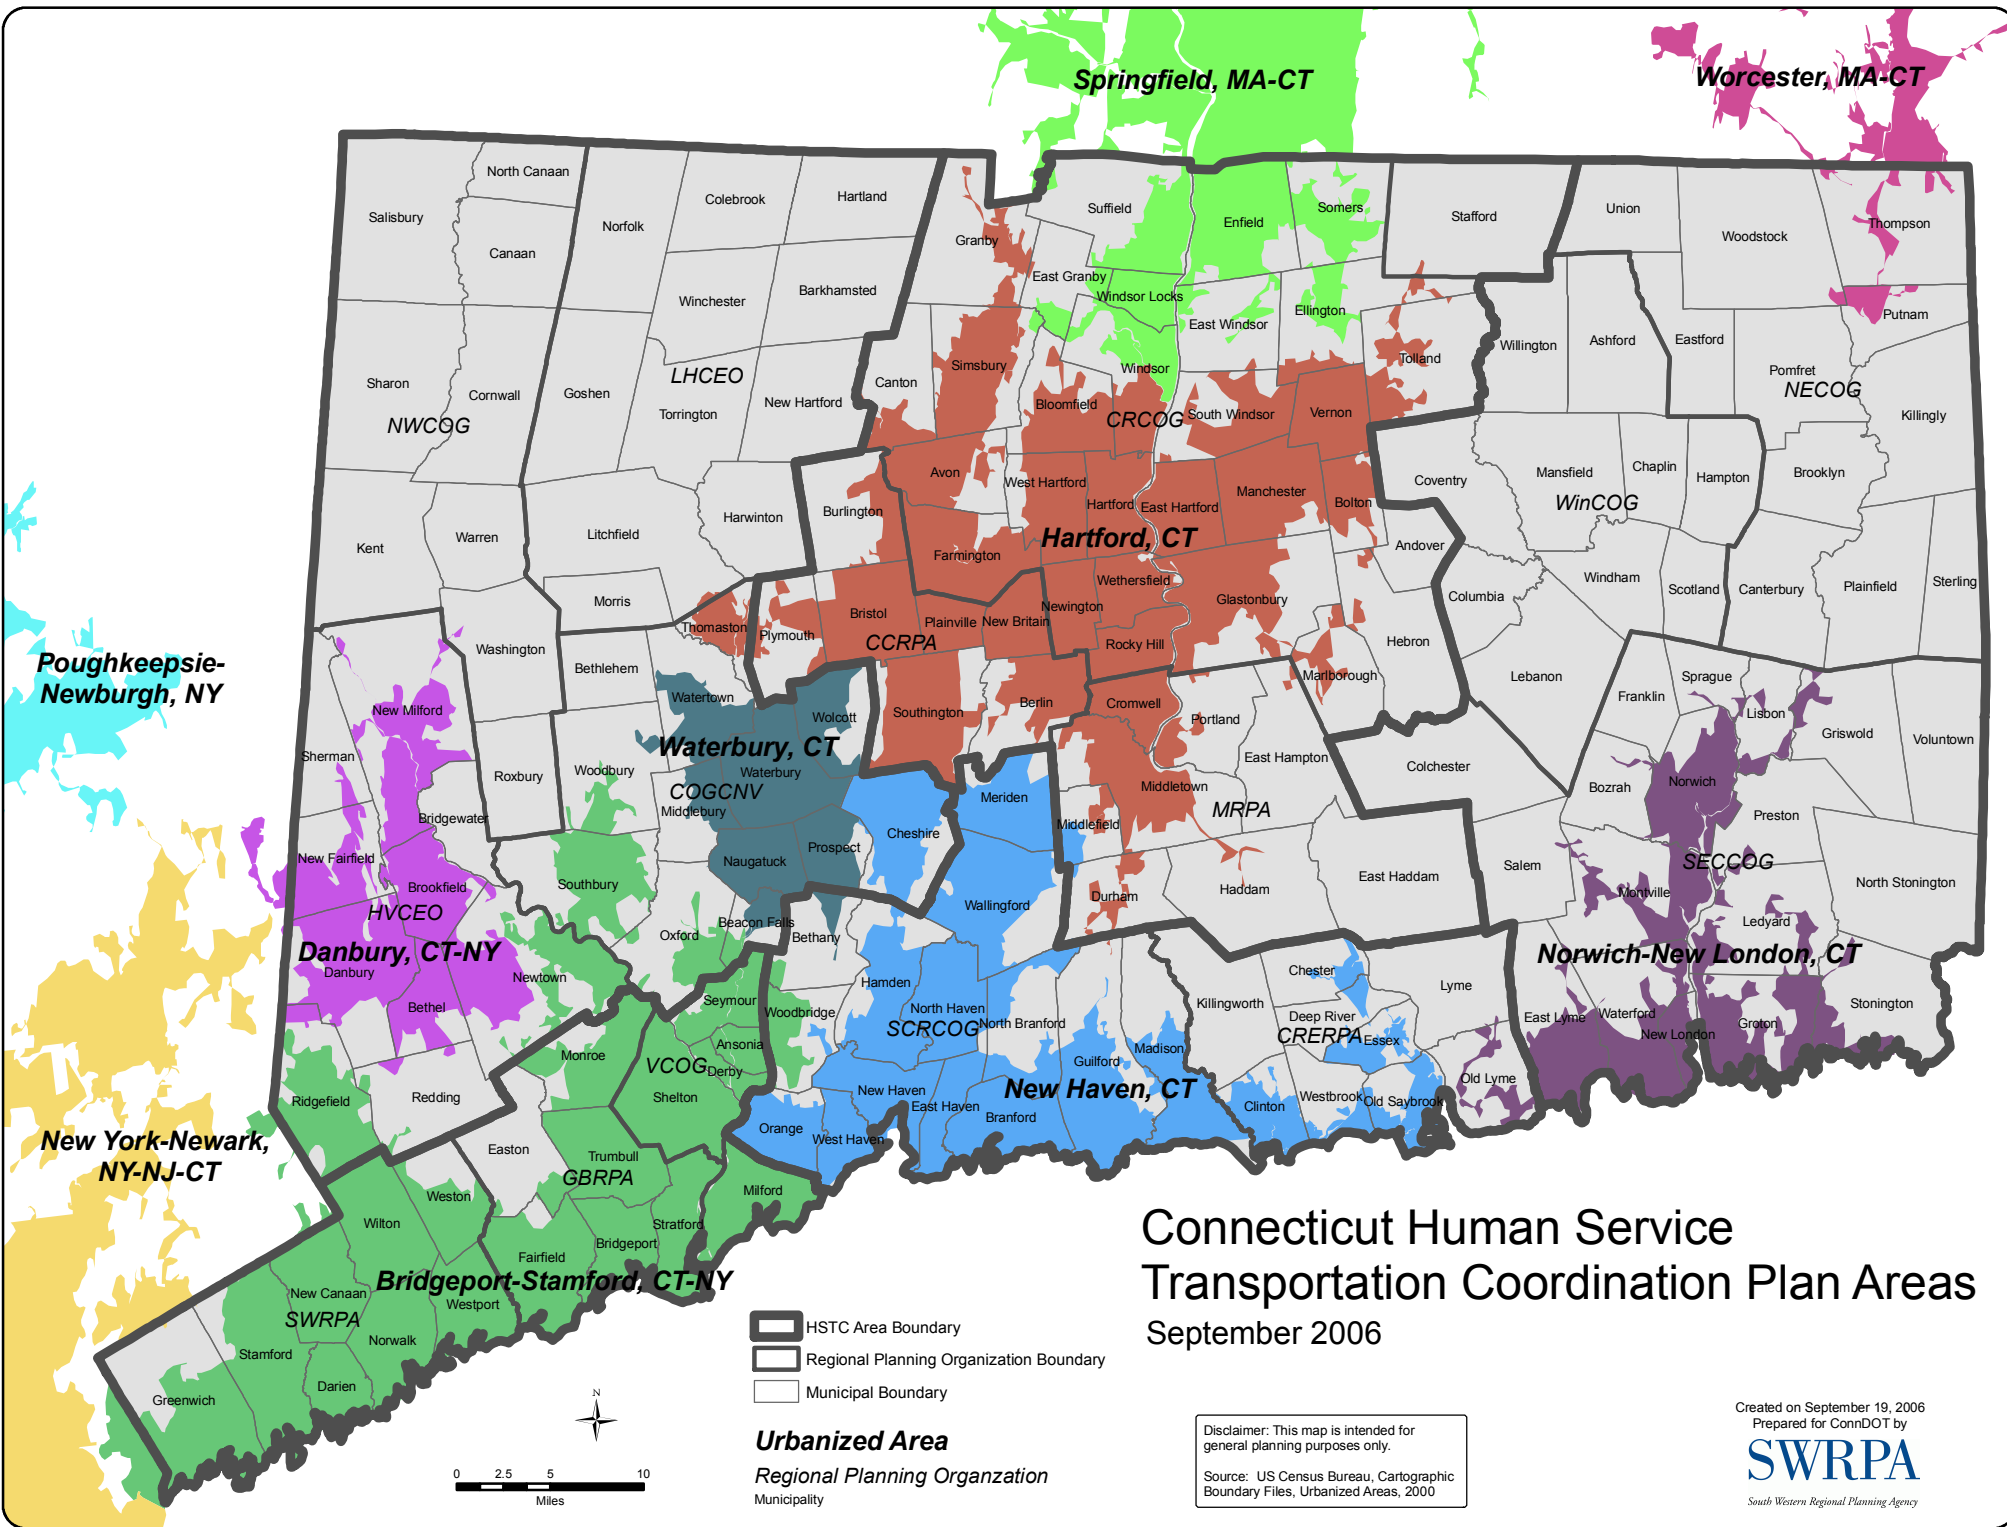 Springfield, MA-CT
Worcester, MA-CT
North Canaan
Salisbury
Canaan
Norfolk
Colebrook
Hartland
Granby
Suffield
Enfield
Somers
Stafford
Union
Woodstock
Thompson
East Granby
Windsor Locks
Winchester
Barkhamsted
East Windsor
Ellington
Putnam
Sharon
Cornwall
NWCOG
Goshen
LHCEO
Torrington
New Hartford
Canton
Simsbury
Windsor
Bloomfield
CRCOG
South Windsor
Vernon
Tolland
Willington
Ashford
Eastford
Pomfret
NECOG
Killingly
Avon
West Hartford
Hartford
East Hartford
Manchester
Bolton
Coventry
Mansfield
Chaplin
Hampton
Brooklyn
WinCOG
Kent
Warren
Litchfield
Harwinton
Burlington
Farmington
Hartford, CT
Andover
Windham
Scotland
Canterbury
Plainfield
Sterling
Morris
Thomaston
Plymouth
Bristol
Plainville
New Britain
CCRPA
Newington
Wethersfield
Rocky Hill
Glastonbury
Hebron
Columbia
Lebanon
Poughkeepsie-
Newburgh, NY
Washington
Bethlehem
Watertown
Wolcott
Southington
Berlin
Cromwell
Portland
Marlborough
East Hampton
Franklin
Sprague
Lisbon
Griswold
Voluntown
New Milford
Sherman
Roxbury
Woodbury
Waterbury, CT
Waterbury
COGCNV
Middlebury
Bridgewater
Meriden
Middletown
MRPA
Middlefield
Colchester
Bozrah
Norwich
Preston
New Fairfield
Brookfield
HVCEO
Southbury
Naugatuck
Prospect
Cheshire
Wallingford
Durham
Haddam
East Haddam
Salem
SECCOG
Montville
Ledyard
North Stonington
Danbury, CT-NY
Danbury
Bethel
Newtown
Oxford
Beacon Falls
Bethany
Norwich-New London, CT
Hamden
North Haven
SCRCOG
North Branford
Killingworth
Chester
Deep River
CRERPA
Essex
Lyme
East Lyme
Waterford
New London
Groton
Stonington
Seymour
Woodbridge
Ansonia
Derby
VCOG
Shelton
Monroe
Ridgefield
Redding
Guilford
Madison
New Haven, CT
New Haven
East Haven
Branford
Clinton
Westbrook
Old Saybrook
Old Lyme
Orange
West Haven
New York-Newark,
NY-NJ-CT
Easton
Trumbull
GBRPA
Milford
Weston
Wilton
Stratford
Bridgeport
Fairfield
Bridgeport-Stamford, CT-NY
New Canaan
Westport
SWRPA
Norwalk
Stamford
Darien
Greenwich
Connecticut Human Service
Transportation Coordination Plan Areas
September 2006
HSTC Area Boundary
Regional Planning Organization Boundary
Municipal Boundary
Urbanized Area
Regional Planning Organzation
Municipality
N
0 2.5 5 10
Miles
Disclaimer: This map is intended for
general planning purposes only.
Source: US Census Bureau, Cartographic
Boundary Files, Urbanized Areas, 2000
Created on September 19, 2006
Prepared for ConnDOT by
SWRPA
South Western Regional Planning Agency